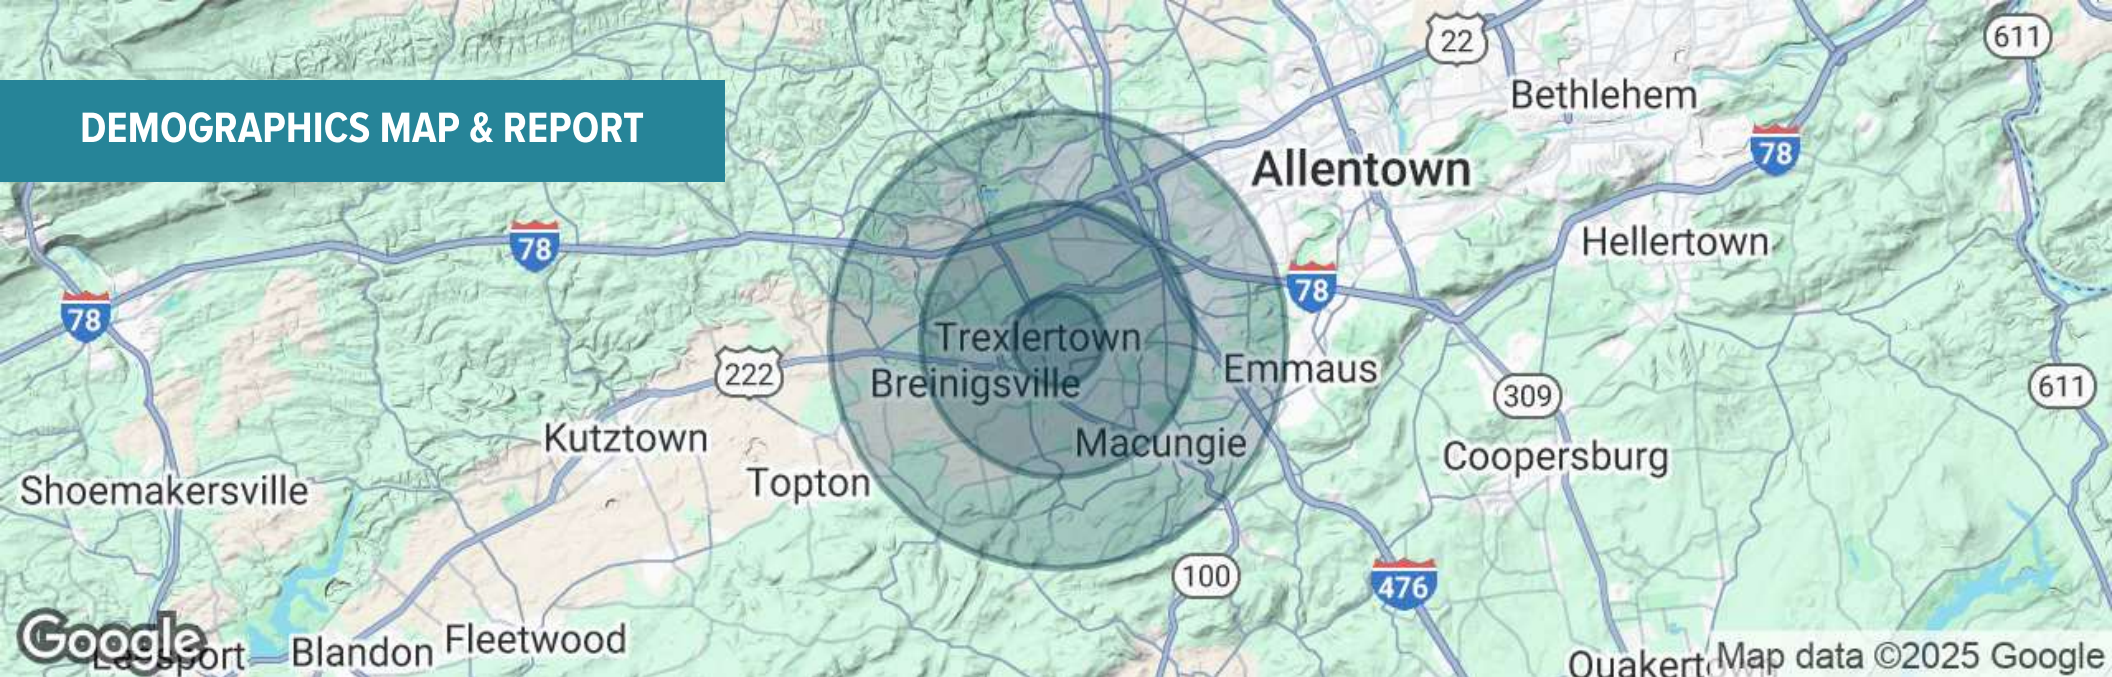 22
611
Bethlehem
DEMOGRAPHICS MAP & REPORT
Allentown
78
78
Hellertown
78
78
Trexlertown
222
Breinigsville
Emmaus
611
309
Kutztown
Macungie
Coopersburg
Topton
Shoemakersville
100
476
Google
Blandon
Fleetwood
Map data ©2025 Google